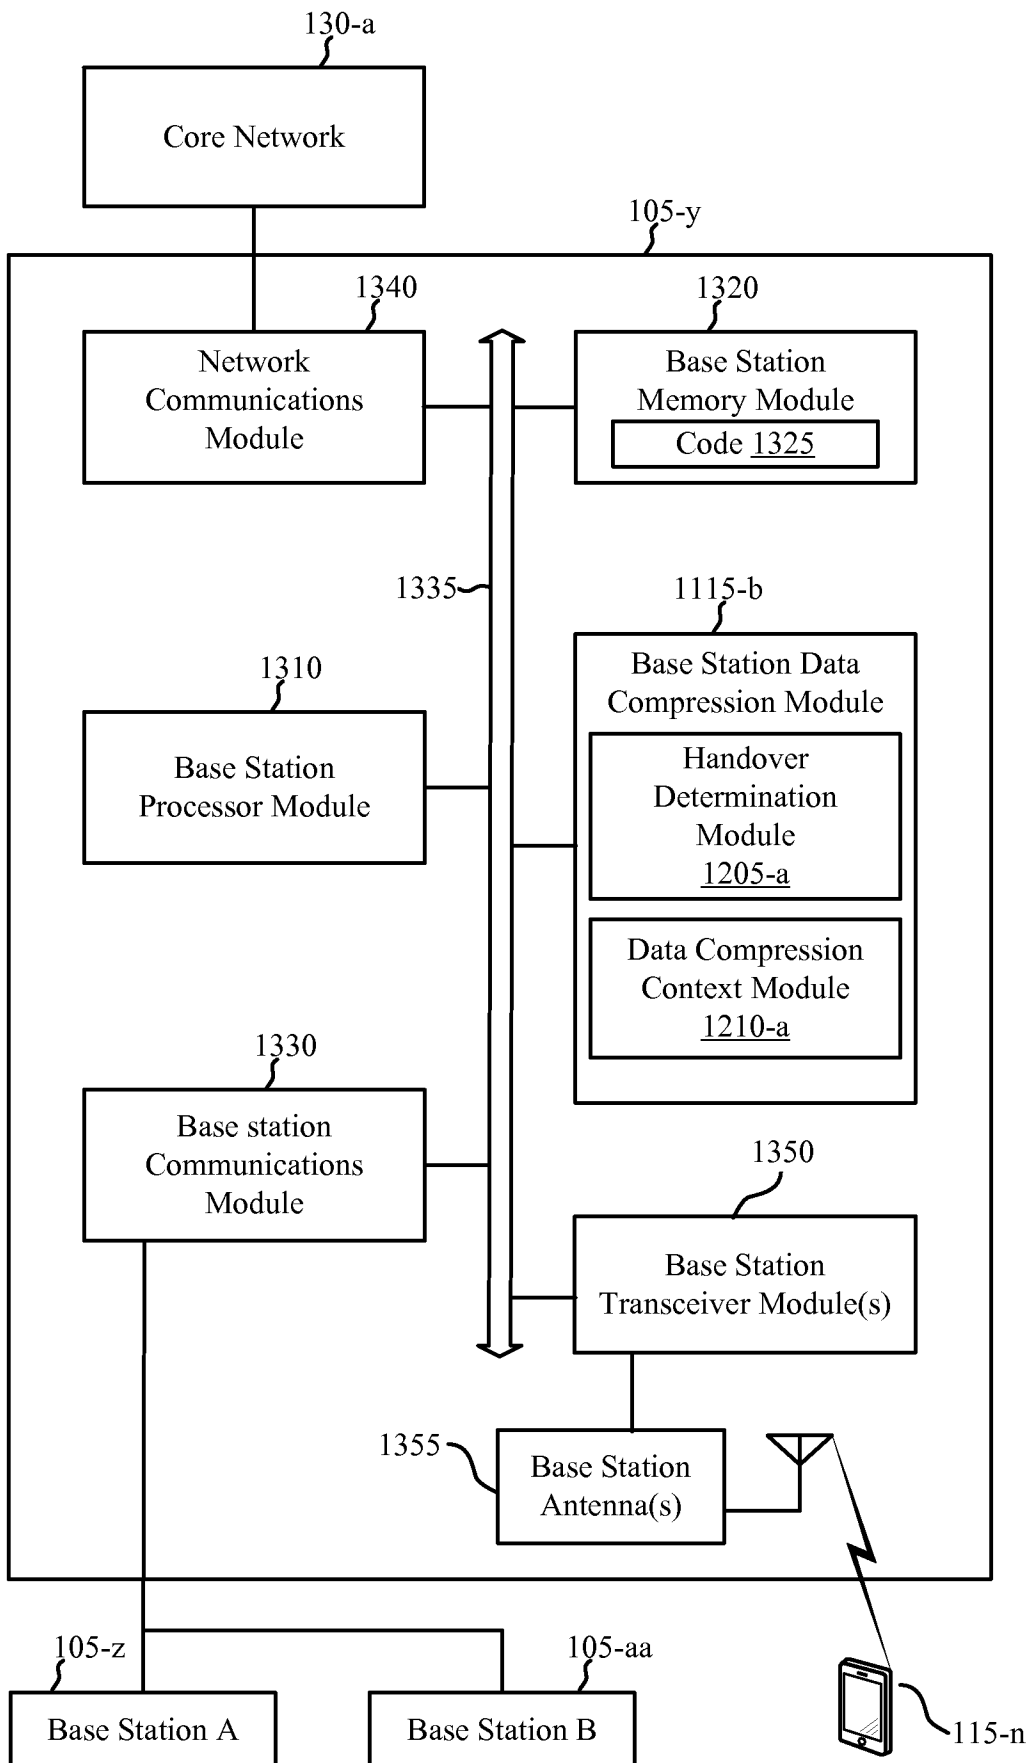 130-a
Core Network
105-y
1340
Network
Communications
Module
1320
Base Station
Memory Module
Code 1325
1335
1115-b
Base Station Data
Compression Module
Handover
Determination
Module
1205-a
Data Compression
Context Module
1210-a
1310
Base Station
Processor Module
1330
Base station
Communications
Module
1350
Base Station
Transceiver Module(s)
1355
Base Station
Antenna(s)
105-z
Base Station A
105-aa
Base Station B
115-n